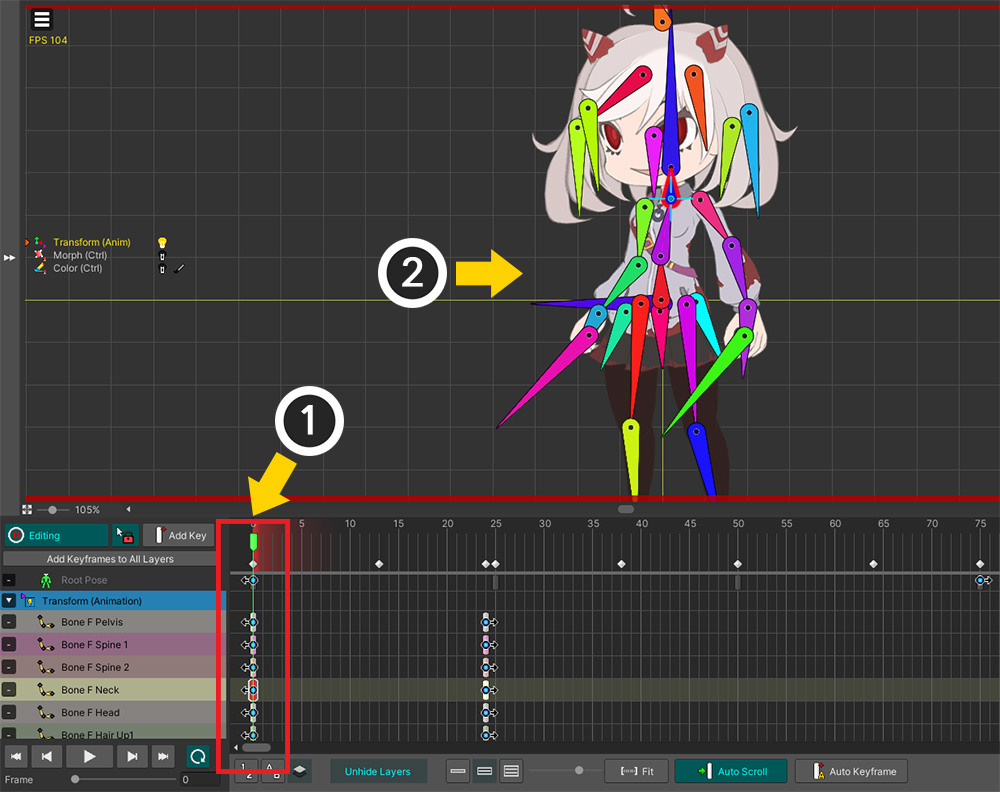 FPS 104
Transform (Anim)
Morph (Ctrl)
Color (Ctrl)
2
1
105%
0 5 10 15 20 25 30 35 40 45 50 55 60 65 70 75
Editing
Add Key
Add Keyframes to All Layers
Root Pose
Transform (Animation)
Bone F Pelvis
Bone F Spine 1
Bone F Spine 2
Bone F Neck
Bone F Head
Bone F Hair Up1
Frame
0
Unhide Layers
Fit
Auto Scroll
Auto Keyframe